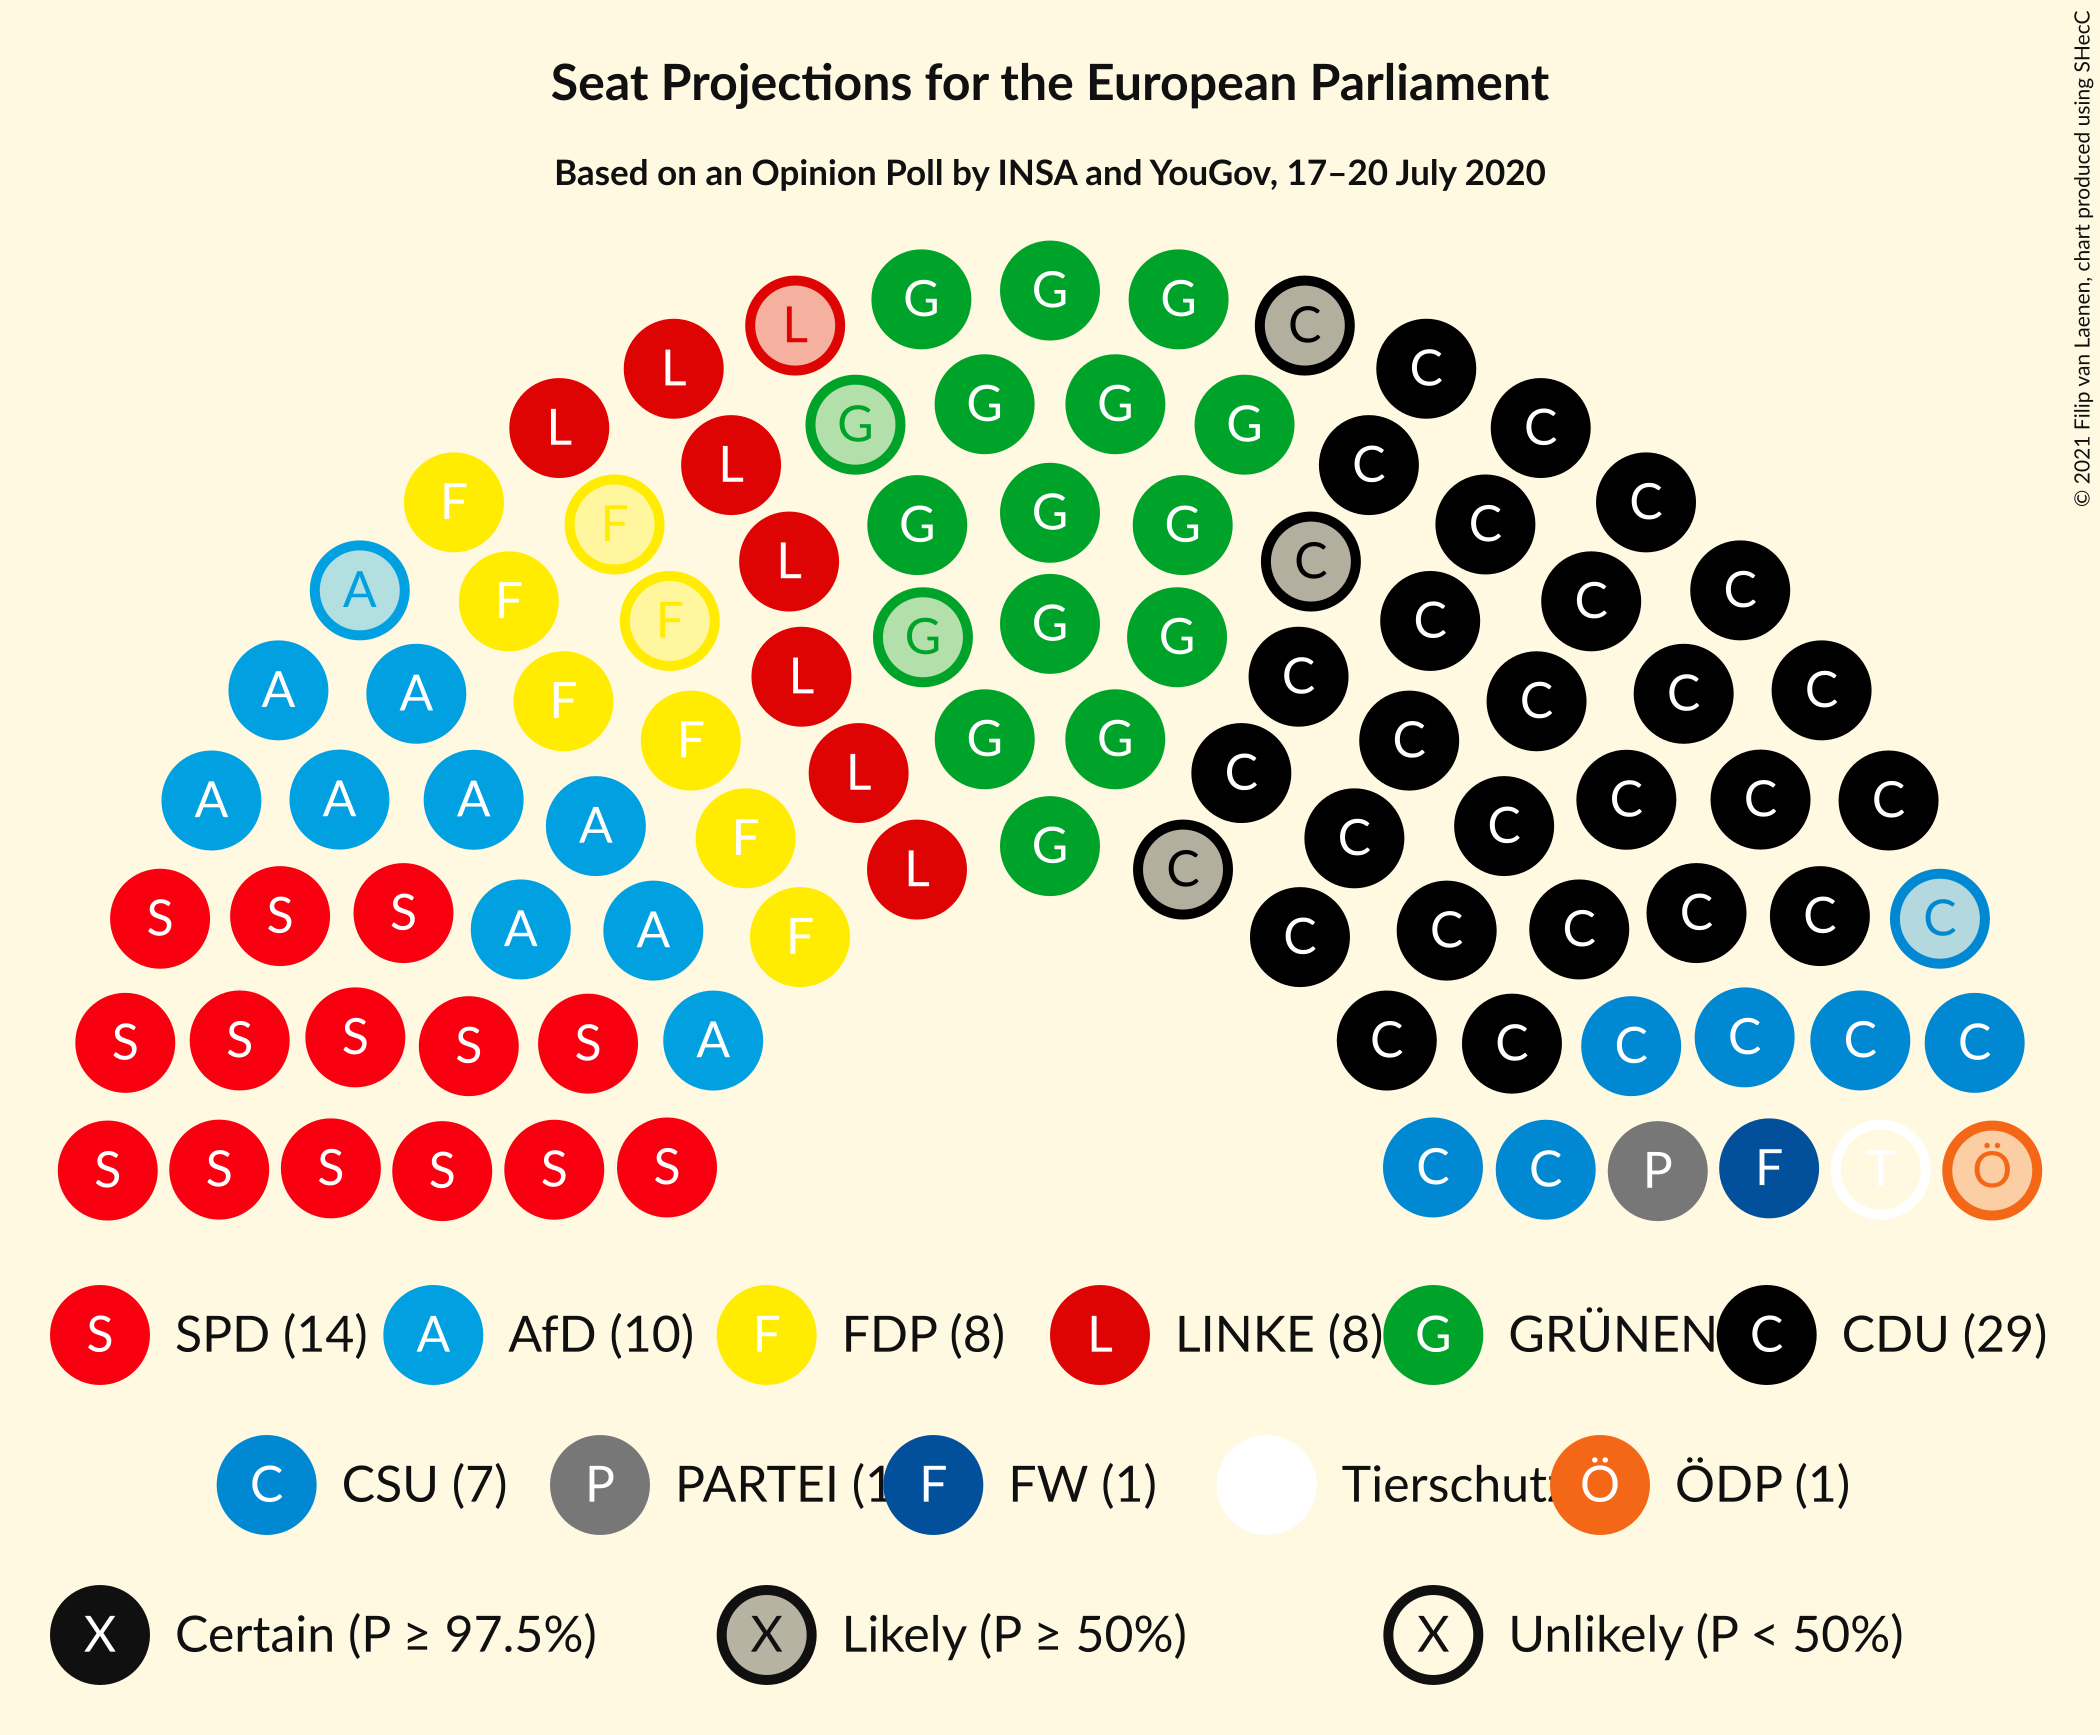 Seat Projections for the European Parliament
Based on an Opinion Poll by INSA and YouGov, 17–20 July 2020
© 2021 Filip van Laenen, chart produced using SHecC
G G G
L C
L G G G G C
L L C C
F F G G G C C C
A F F L G G G C C C C
A A F F L C C C C C
A A A A F L G G C C C C C C
S S S A A F L G C C C C C C C
S S S S S A C C C C C C
S S S S S S C C P F T Ö
S SPD (14) A AfD (10) F FDP (8) L LINKE (8) G GRÜNEN C CDU (29)
C CSU (7) P PARTEI (1 F FW (1) Tierschutz Ö ÖDP (1)
X Certain (P ≥ 97.5%) X Likely (P ≥ 50%) X Unlikely (P < 50%)